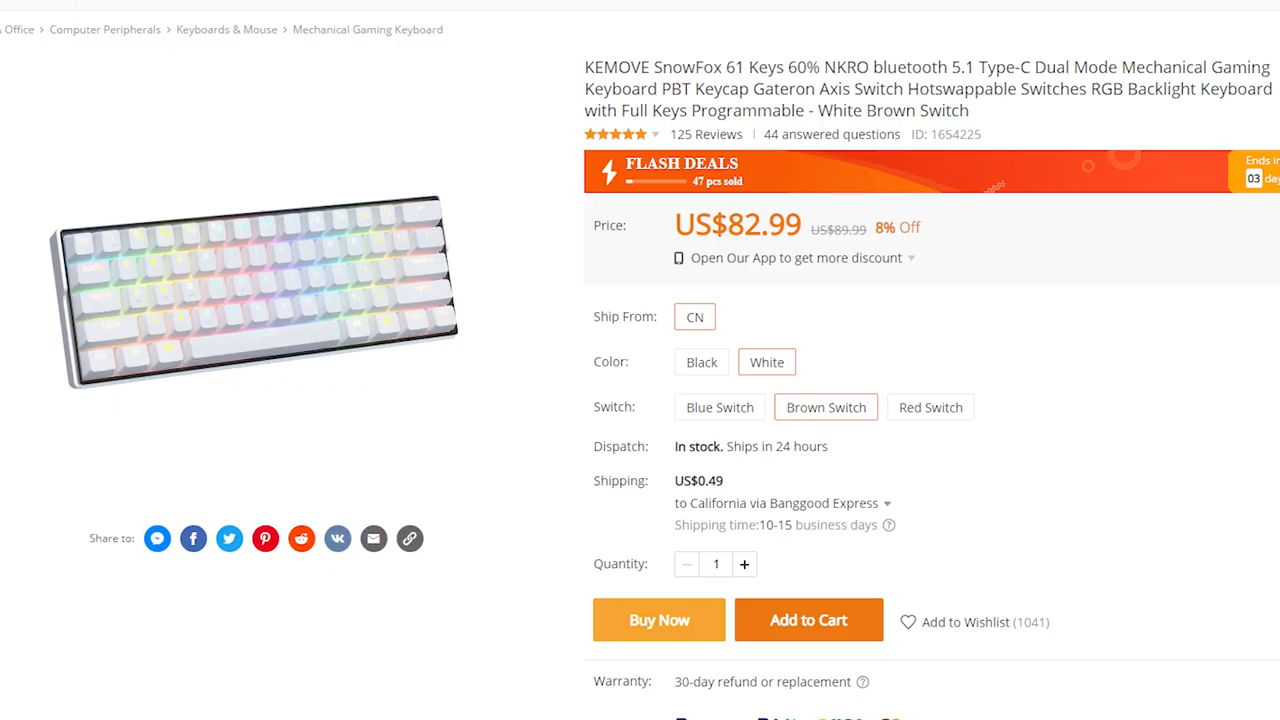 & Office > Computer Peripherals > Keyboards & Mouse > Mechanical Gaming Keyboard
KEMOVE SnowFox 61 Keys 60% NKRO bluetooth 5.1 Type-C Dual Mode Mechanical Gaming
Keyboard PBT Keycap Gateron Axis Switch Hotswappable Switches RGB Backlight Keyboard
with Full Keys Programmable - White Brown Switch
125 Reviews 44 answered questions ID: 1654225
FLASH DEALS
47 pcs sold
Ends in
03 day
Price: US$82.99 US$89.99 8% Off
Open Our App to get more discount
Ship From: CN
Color: Black White
Switch: Blue Switch Brown Switch Red Switch
Dispatch: In stock. Ships in 24 hours
Shipping: US$0.49
to California via Banggood Express
Shipping time:10-15 business days
Share to:
Quantity: 1
Buy Now Add to Cart Add to Wishlist (1041)
Warranty: 30-day refund or replacement